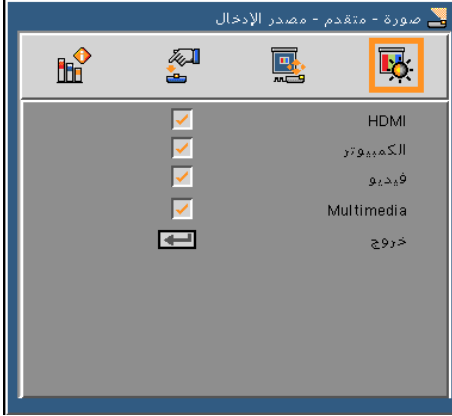 صورة - متقدم - مصدر الإدخال
HDMI
الكمبيوتر
فيديو
Multimedia
خروج